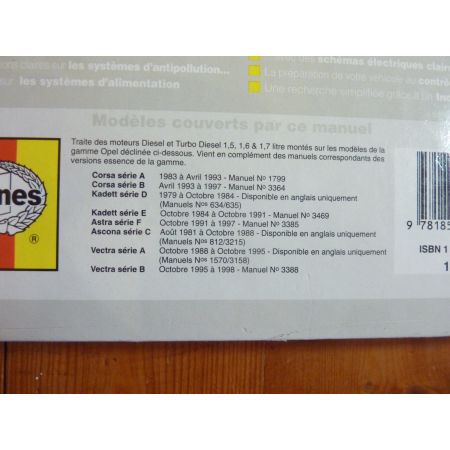 ions claires sur les systèmes d'antipollution...
sur les systèmes d'alimentation
avec des schémas électriques clairs
La préparation de votre véhicule au contrô
Une recherche simplifiée grâce à un
Modèles couverts par ce manuel
Traite des moteurs Diesel et Turbo Diesel 1,5, 1,6 & 1,7 litre montés sur les modèles de la
gamme Opel déclinée ci-dessous. Vient en complément des manuels correspondants des
versions essence de la gamme.
Corsa série A 1983 à Avril 1993 - Manuel Nº 1799
Corsa série B Avril 1993 à 1997 - Manuel Nº 3364
Kadett série D 1979 à Octobre 1984 - Disponible en anglais uniquement
(Manuels Nos 634/635)
Kadett série E Octobre 1984 à Octobre 1991 - Manuel Nº 3469
Astra série F Octobre 1991 à 1997 - Manuel Nº 3385
Ascona série C Août 1981 à Octobre 1988 - Disponible en anglais uniquement
(Manuels Nos 812/3215)
Vectra série A Octobre 1988 à Octobre 1995 - Disponible en anglais uniquement
(Manuels Nos 1570/3158)
Vectra série B Octobre 1995 à 1998 - Manuel Nº 3388
nes
®
9 78185
ISBN 1
1